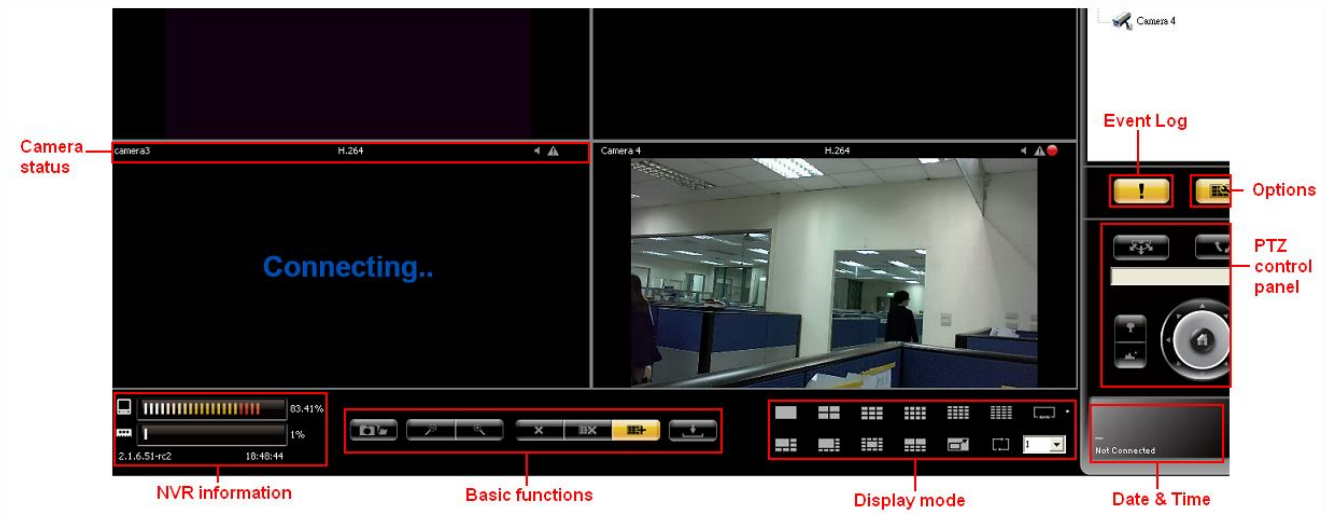 Camera 4
Event Log
Camera status
camera3 H.264
Camera 4 H.264
!
Options
Connecting..
PTZ control panel
83.41%
1%
2.1.6.51-rc2 18:48:44
1
Not Connected
NVR information
Basic functions
Display mode
Date & Time